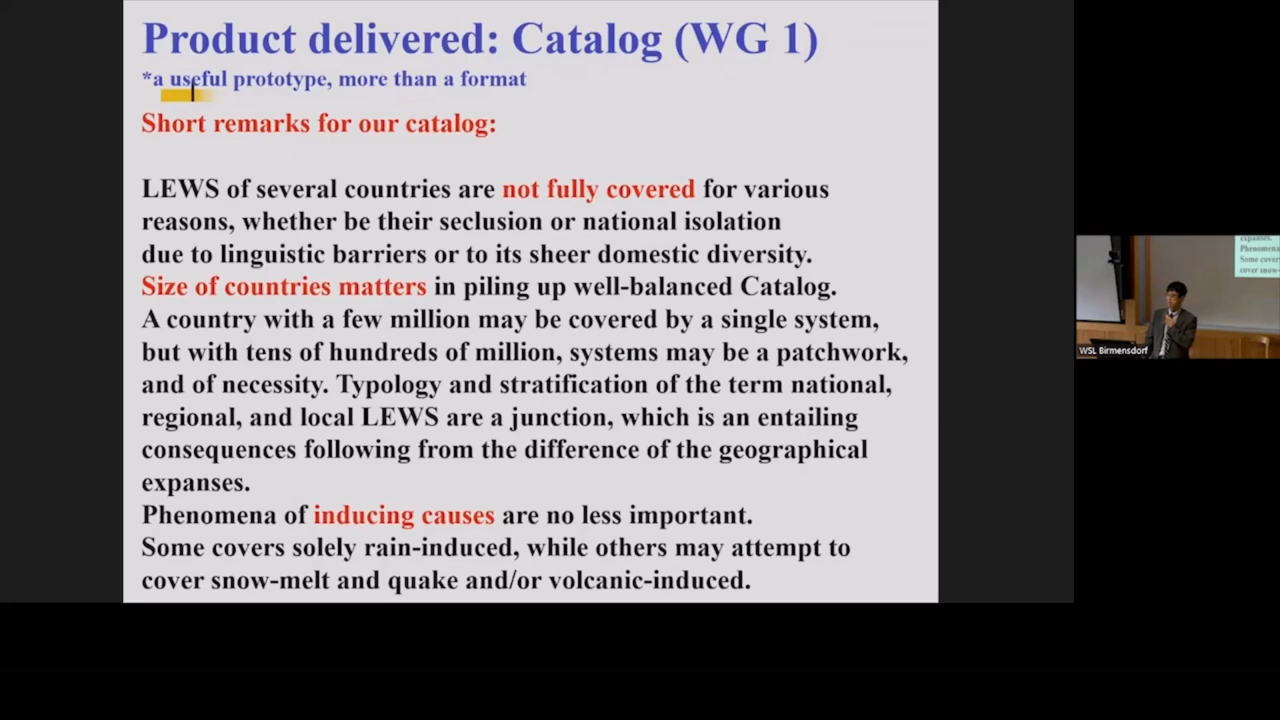 Product delivered: Catalog (WG 1)
*a useful prototype, more than a format
Short remarks for our catalog:
LEWS of several countries are not fully covered for various
reasons, whether be their seclusion or national isolation
due to linguistic barriers or to its sheer domestic diversity.
Size of countries matters in piling up well-balanced Catalog.
A country with a few million may be covered by a single system,
but with tens of hundreds of million, systems may be a patchwork,
and of necessity. Typology and stratification of the term national,
regional, and local LEWS are a junction, which is an entailing
consequences following from the difference of the geographical
expanses.
Phenomena of inducing causes are no less important.
Some covers solely rain-induced, while others may attempt to
cover snow-melt and quake and/or volcanic-induced.
expanses.
Phenomena
Some cover
cover snow-
WSL Birmensdorf